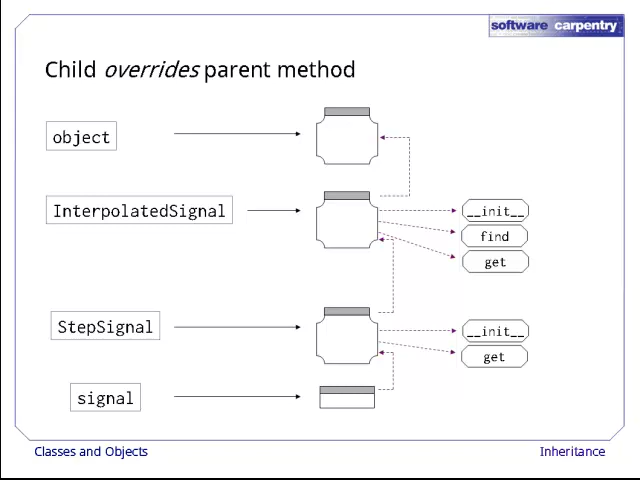 software carpentry
Child overrides parent method
object
InterpolatedSignal
__init__
find
get
StepSignal
__init__
get
signal
Classes and Objects
Inheritance